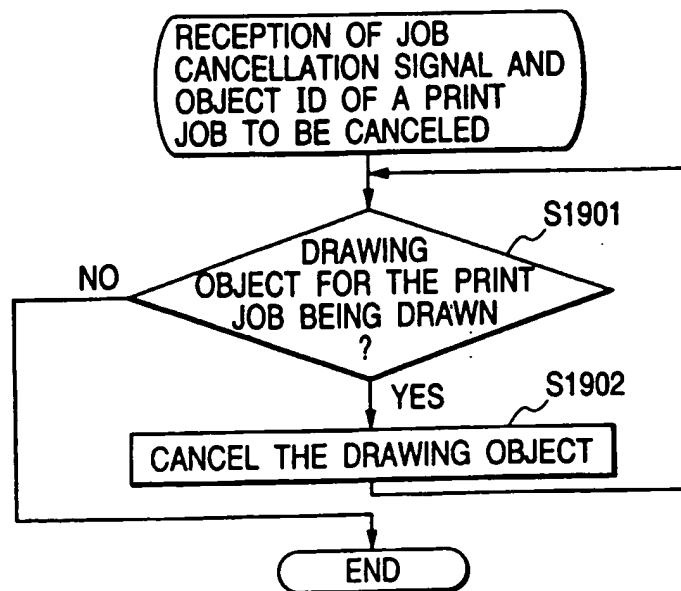 RECEPTION OF JOB
CANCELLATION SIGNAL AND
OBJECT ID OF A PRINT
JOB TO BE CANCELED
S1901
DRAWING
OBJECT FOR THE PRINT
JOB BEING DRAWN
?
NO
YES
S1902
CANCEL THE DRAWING OBJECT
END